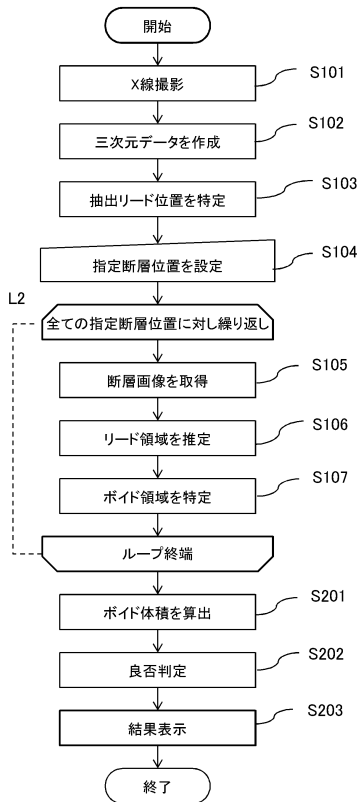 開始
X線撮影
S101
三次元データを作成
S102
抽出リード位置を特定
S103
指定断層位置を設定
S104
L2
全ての指定断層位置に対し繰り返し
断層画像を取得
S105
リード領域を推定
S106
ボイド領域を特定
S107
ループ終端
ボイド体積を算出
S201
良否判定
S202
結果表示
S203
終了